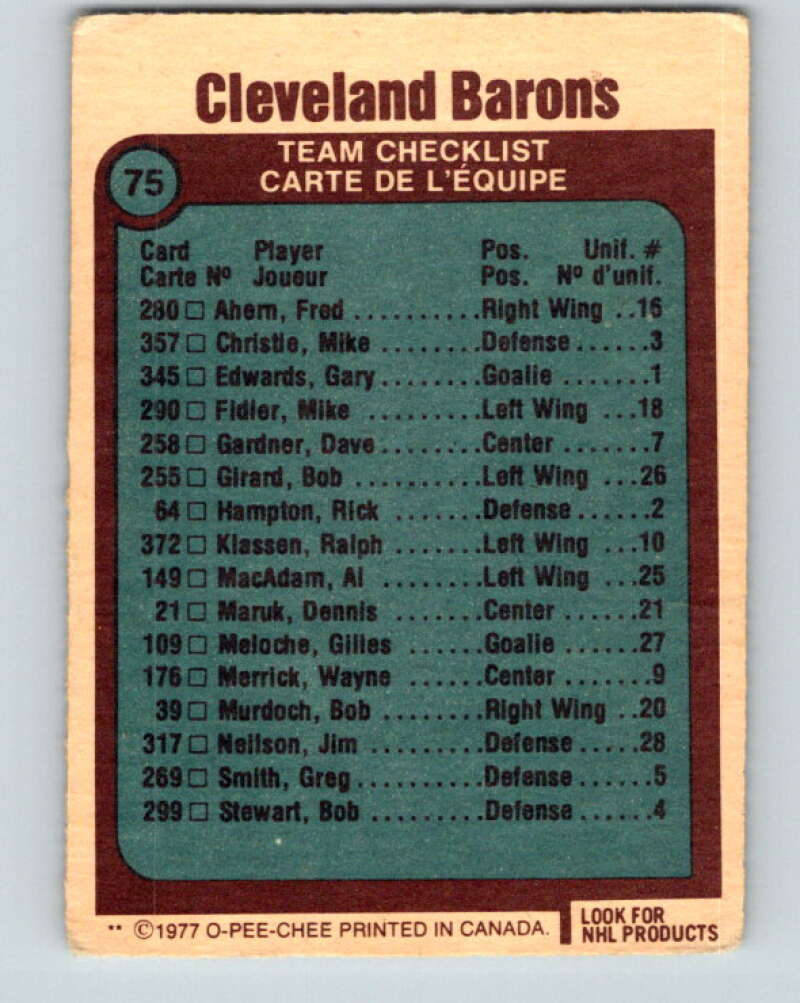 Cleveland Barons
75
TEAM CHECKLIST
CARTE DE L'ÉQUIPE
Card Player Pos. Unif. #
Carte Nº Joueur Pos. Nº d'unif.
280 □ Ahern, Fred ..........Right Wing ..16
357 □ Christie, Mike ........Defense......3
345 □ Edwards, Gary........Goalie .......1
290 □ Fidler, Mike .........Left Wing ...18
258 □ Gardner, Dave........Center .......7
255 □ Girard, Bob .........Left Wing ...26
64 □ Hampton, Rick .......Defense......2
372 □ Klassen, Ralph .......Left Wing ...10
149 □ MacAdam, Al ........Left Wing ...25
21 □ Maruk, Dennis .......Center ......21
109 □ Meloche, Gilles ......Goalie ......27
176 □ Merrick, Wayne ......Center .......9
39 □ Murdoch, Bob ........Right Wing ..20
317 □ Neilson, Jim .........Defense.....28
269 □ Smith, Greg..........Defense......5
299 □ Stewart, Bob .........Defense......4
** ©1977 O-PEE-CHEE PRINTED IN CANADA.
LOOK FOR
NHL PRODUCTS